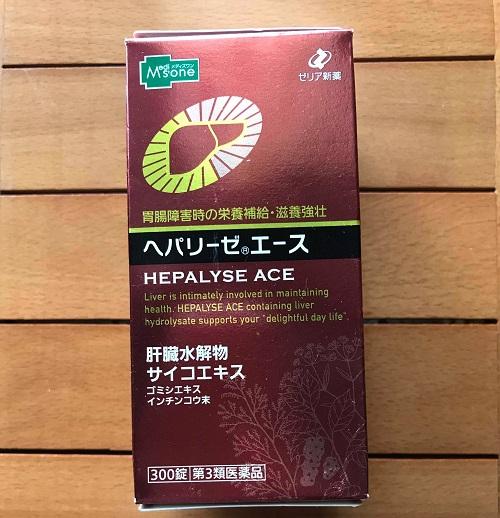 Medi
メディズワン
M'sone
ゼリア新薬
胃腸障害時の栄養補給・滋養強壮
ヘパリーゼ®エース
HEPALYSE ACE
Liver is intimately involved in maintaining
health. HEPALYSE ACE containing liver
hydrolysate supports your "delightful day life".
肝臓水解物
サイコエキス
ゴミシエキス
インチンコウ末
300錠 第3類医薬品